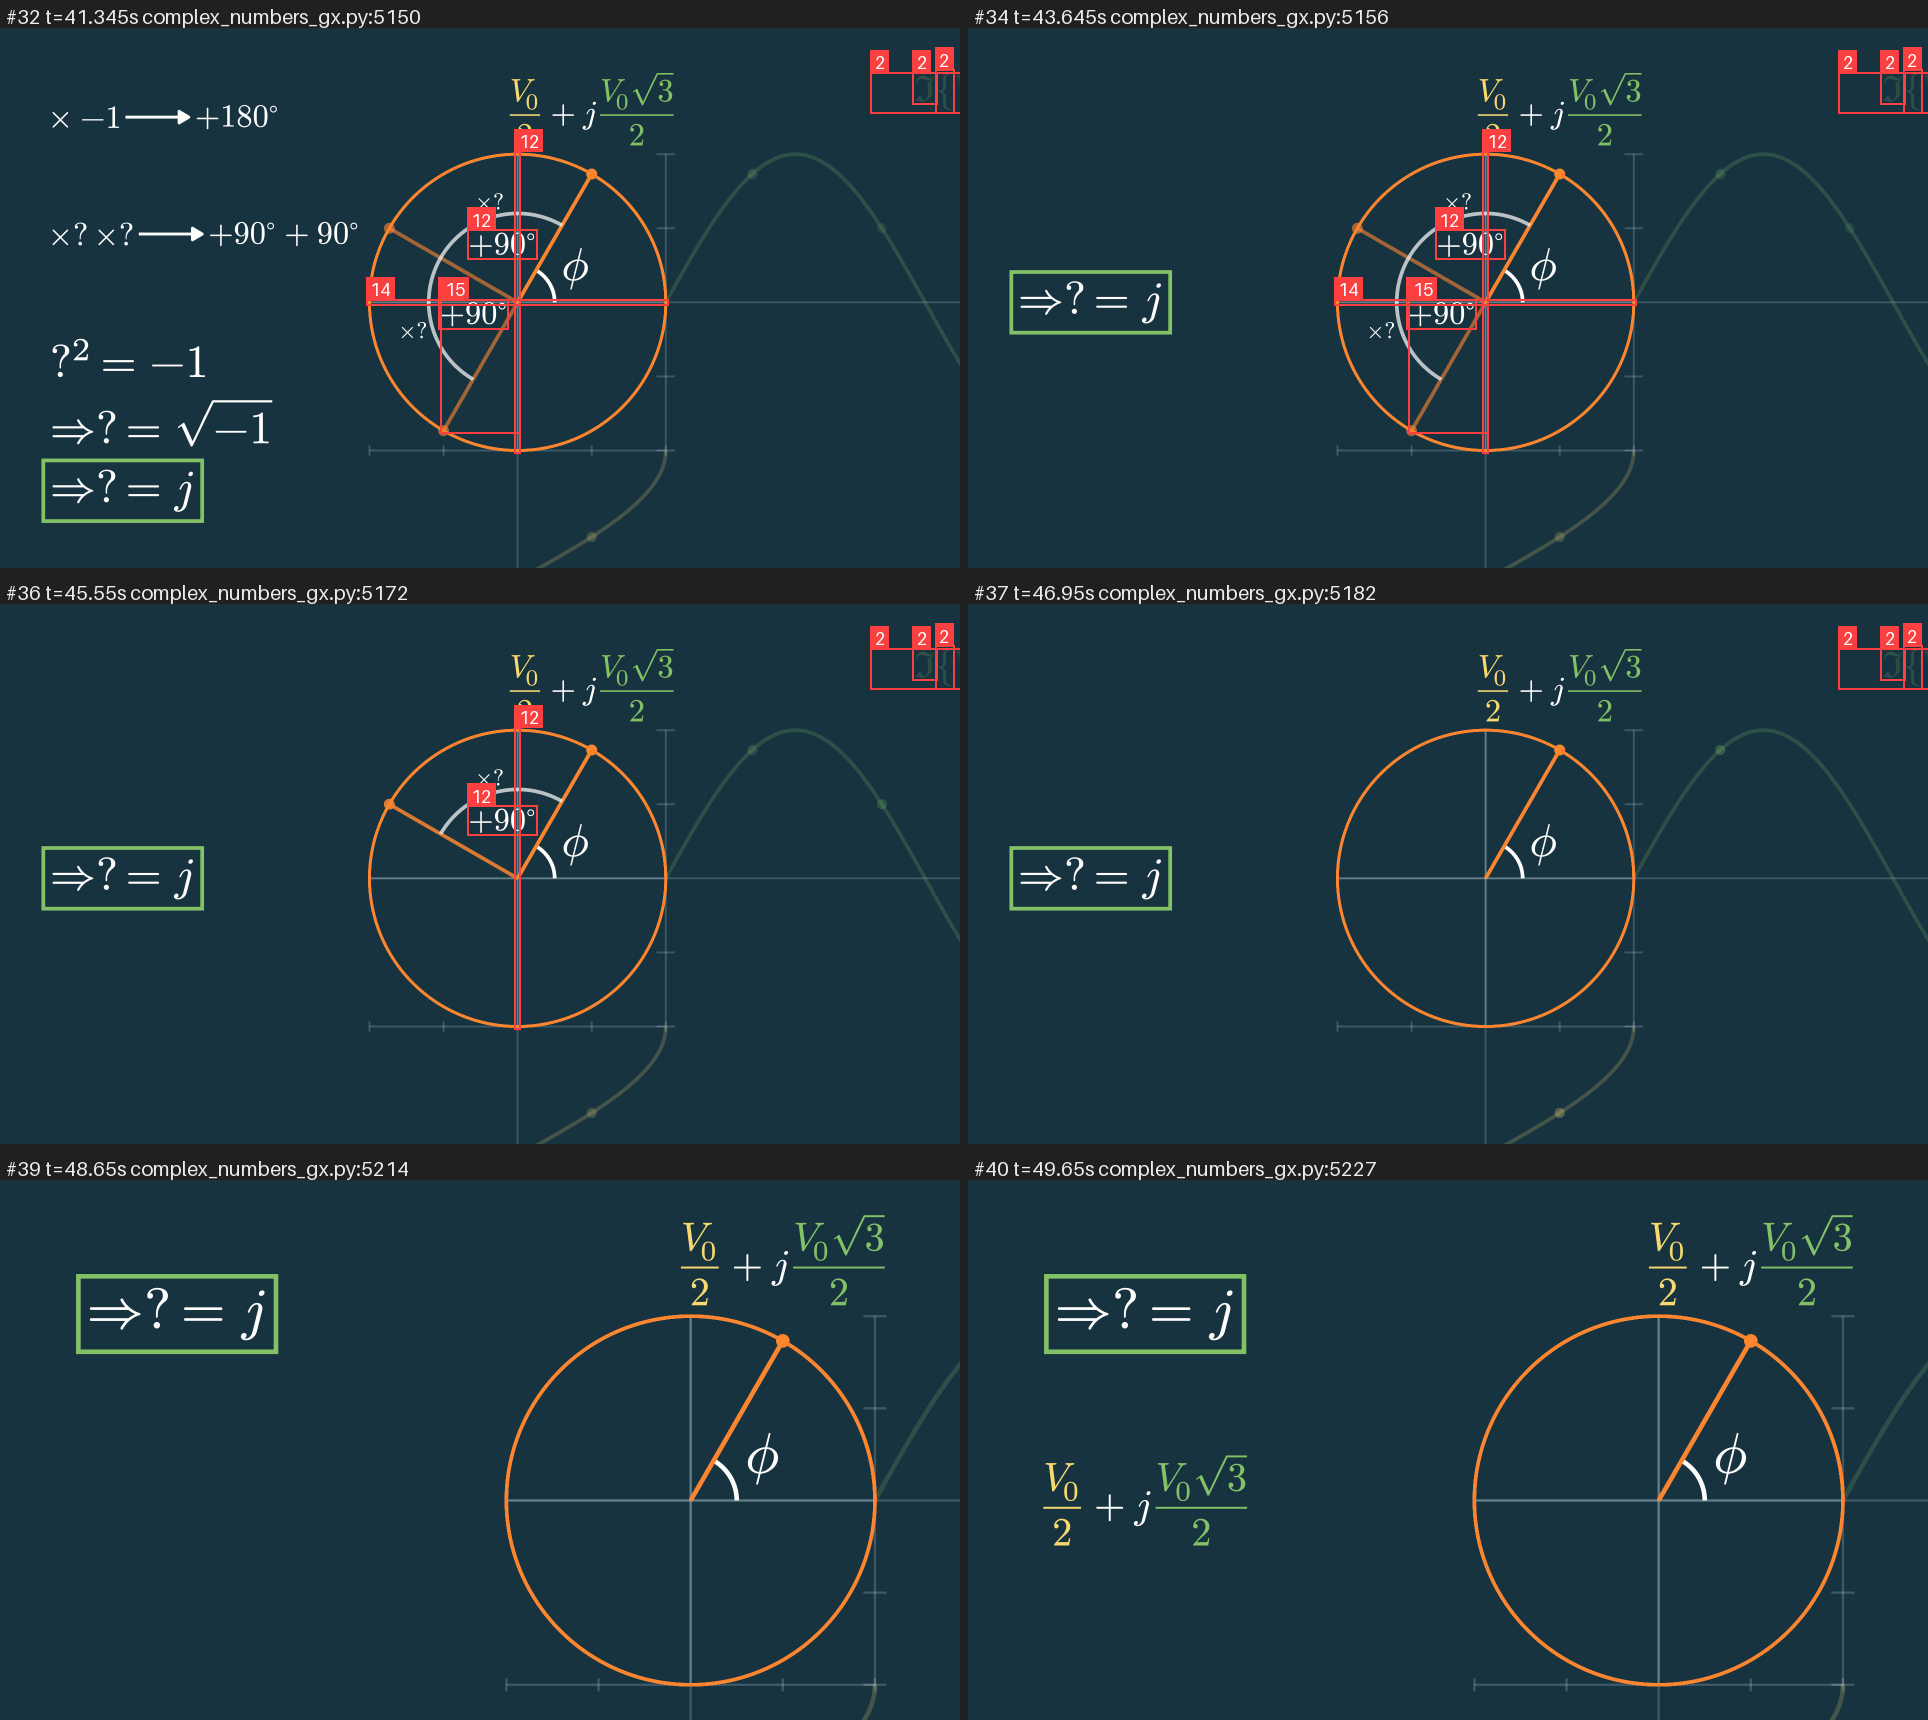 #32 t=41.345s complex_numbers_gx.py:5150
2 2 2
× −1 ⟶ +180°
V₀/2 + j V₀√3/2
12
×?
12
+90°
ϕ
×? ×? ⟶ +90° + 90°
14 15
+90°
×?
?² = −1
⇒? = √−1
⇒? = j
#34 t=43.645s complex_numbers_gx.py:5156
2 2 2
V₀/2 + j V₀√3/2
12
×?
12
+90°
ϕ
14 15
+90°
×?
⇒? = j
#36 t=45.55s complex_numbers_gx.py:5172
2 2 2
V₀/2 + j V₀√3/2
12
×?
12
+90°
ϕ
⇒? = j
#37 t=46.95s complex_numbers_gx.py:5182
2 2 2
V₀/2 + j V₀√3/2
ϕ
⇒? = j
#39 t=48.65s complex_numbers_gx.py:5214
V₀/2 + j V₀√3/2
⇒? = j
ϕ
#40 t=49.65s complex_numbers_gx.py:5227
V₀/2 + j V₀√3/2
⇒? = j
ϕ
V₀/2 + j V₀√3/2